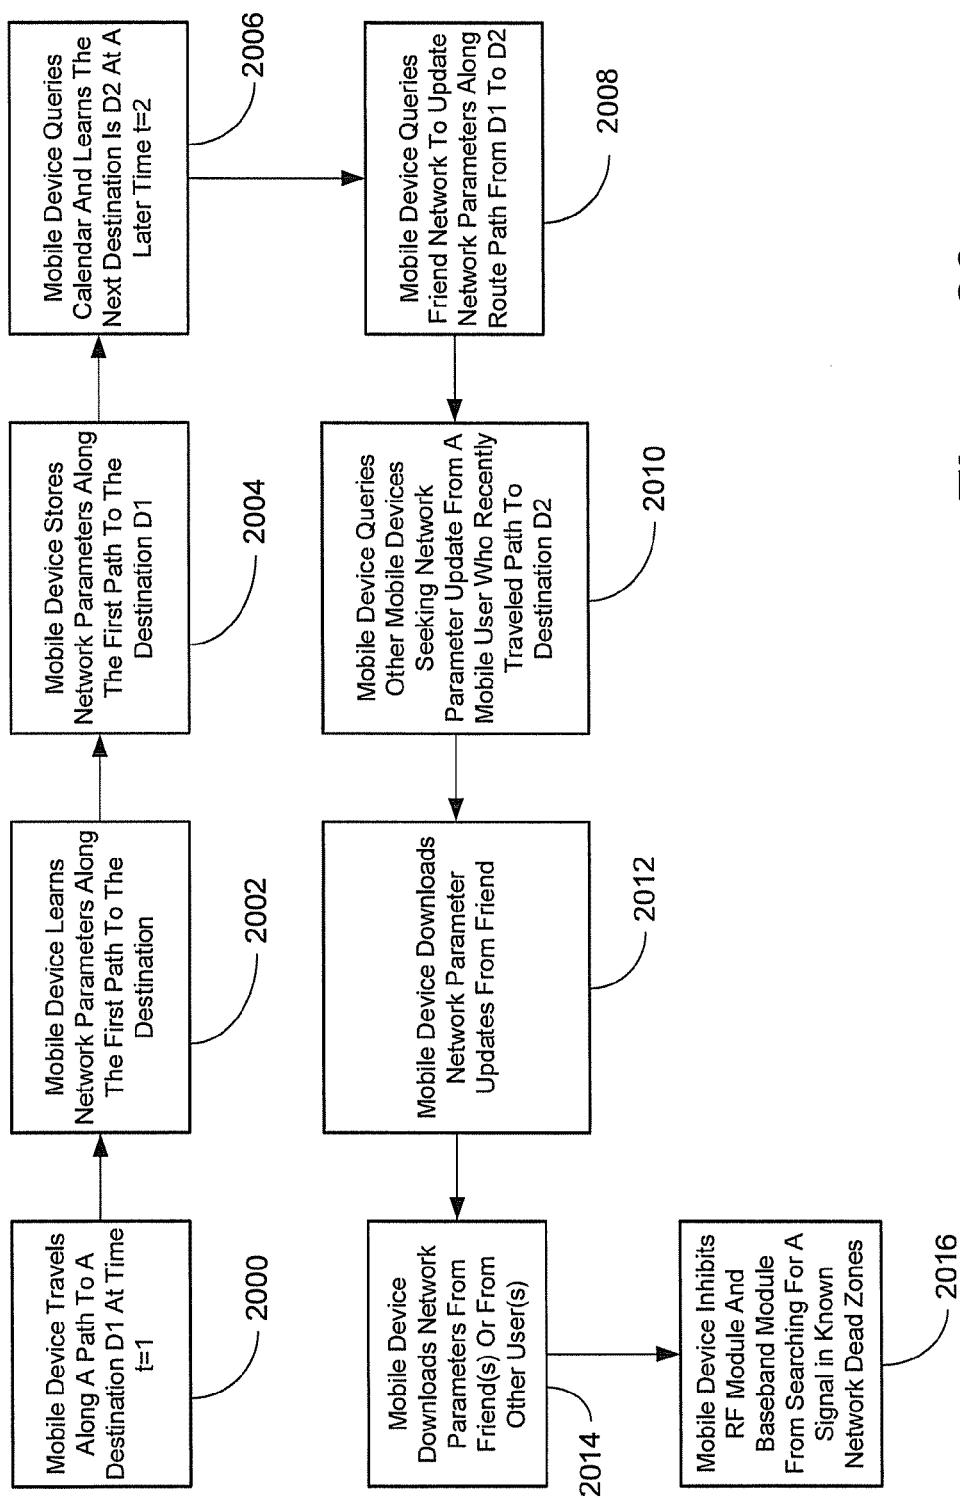 Mobile Device Travels
Along A Path To A
Destination D1 At Time
t=1
2000
Mobile Device Learns
Network Parameters Along
The First Path To The
Destination
2002
Mobile Device Stores
Network Parameters Along
The First Path To The
Destination D1
2004
Mobile Device Queries
Calendar And Learns The
Next Destination Is D2 At A
Later Time t=2
2006
Mobile Device Queries
Friend Network To Update
Network Parameters Along
Route Path From D1 To D2
2008
Mobile Device Queries
Other Mobile Devices
Seeking Network
Parameter Update From A
Mobile User Who Recently
Traveled Path To
Destination D2
2010
Mobile Device Downloads
Network Parameter
Updates From Friend
2012
Mobile Device
Downloads Network
Parameters From
Friend(s) Or From
Other User(s)
2014
Mobile Device Inhibits
RF Module And
Baseband Module
From Searching For A
Signal in Known
Network Dead Zones
2016